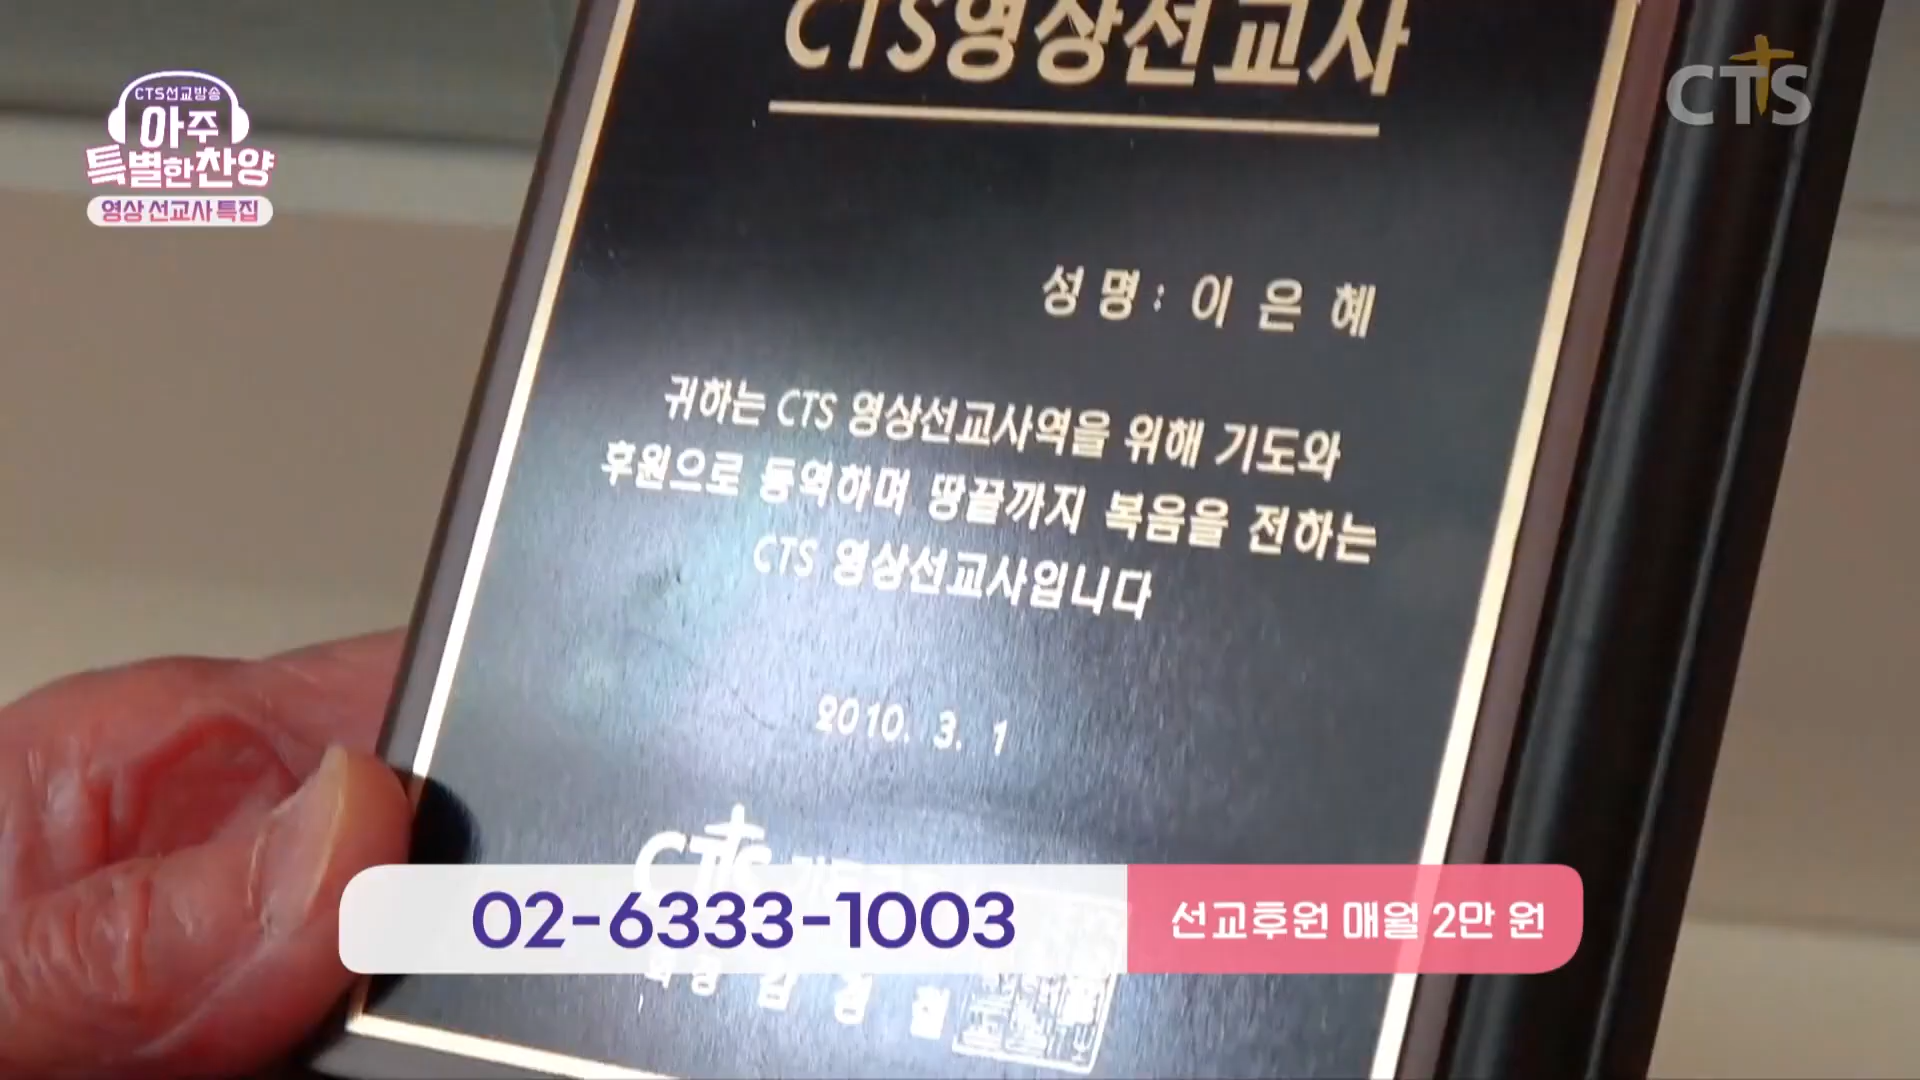 CTS영상선교사
CTS
CTS선교방송
아주
특별한찬양
영상 선교사 특집
성 명 : 이 은 혜
귀하는 CTS 영상선교사역을 위해 기도와
후원으로 동역하며 땅끝까지 복음을 전하는
CTS 영상선교사입니다
2010. 3. 1
CTS
02-6333-1003
선교후원 매월 2만 원